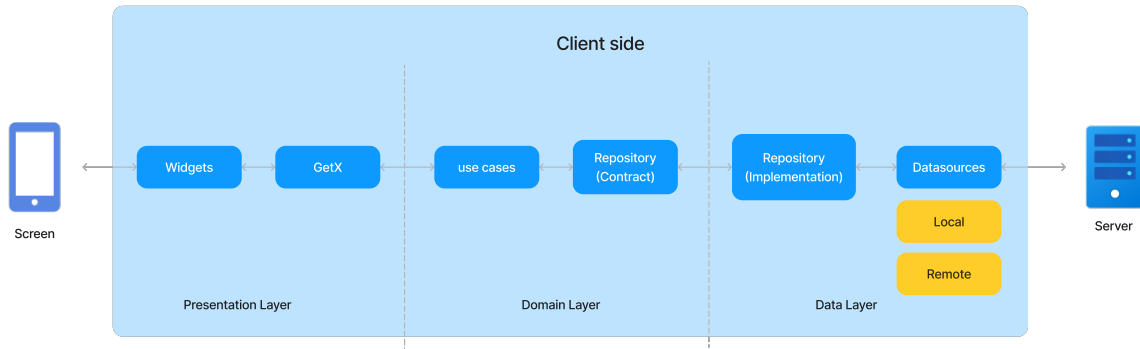 Client side
Screen
Widgets
GetX
use cases
Repository
(Contract)
Repository
(Implementation)
Datasources
Local
Remote
Server
Presentation Layer
Domain Layer
Data Layer